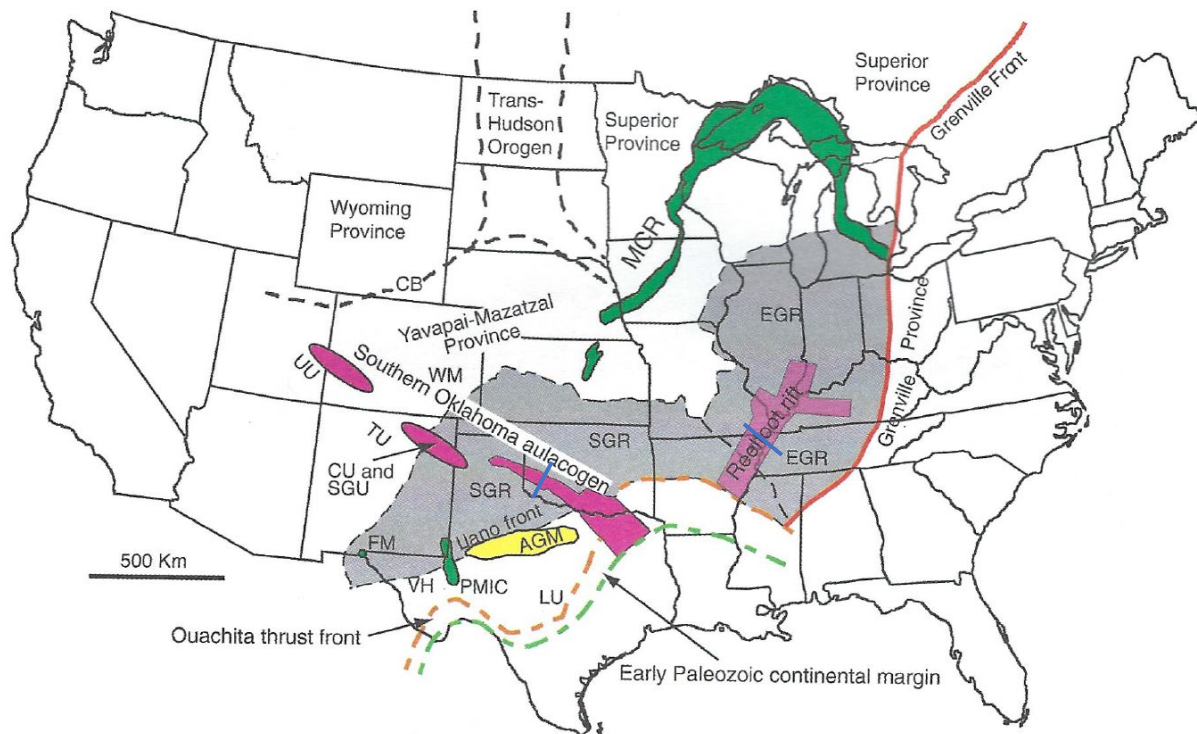 Superior
Province
Grenville Front
Trans-
Hudson
Orogen
Superior
Province
Wyoming
Province
MCR
CB
Yavapai-Mazatzal
Province
EGR
Province
UU
Southern Oklahoma aulacogen
WM
Reelfoot rift
Grenville
TU
SGR
EGR
CU and
SGU
SGR
Llano front
FM
AGM
500 Km
VH
PMIC
LU
Ouachita thrust front
Early Paleozoic continental margin